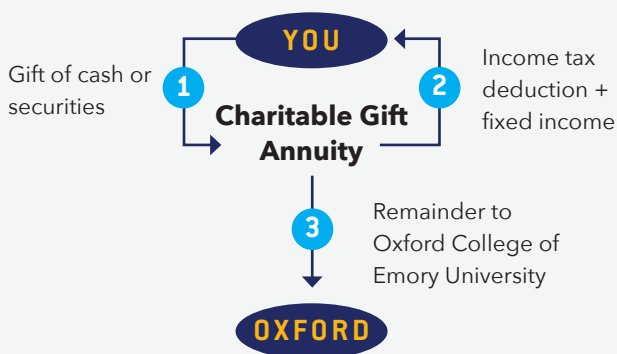 YOU
1
Gift of cash or
securities
2
Income tax
deduction +
fixed income
Charitable Gift
Annuity
3
Remainder to
Oxford College of
Emory University
OXFORD